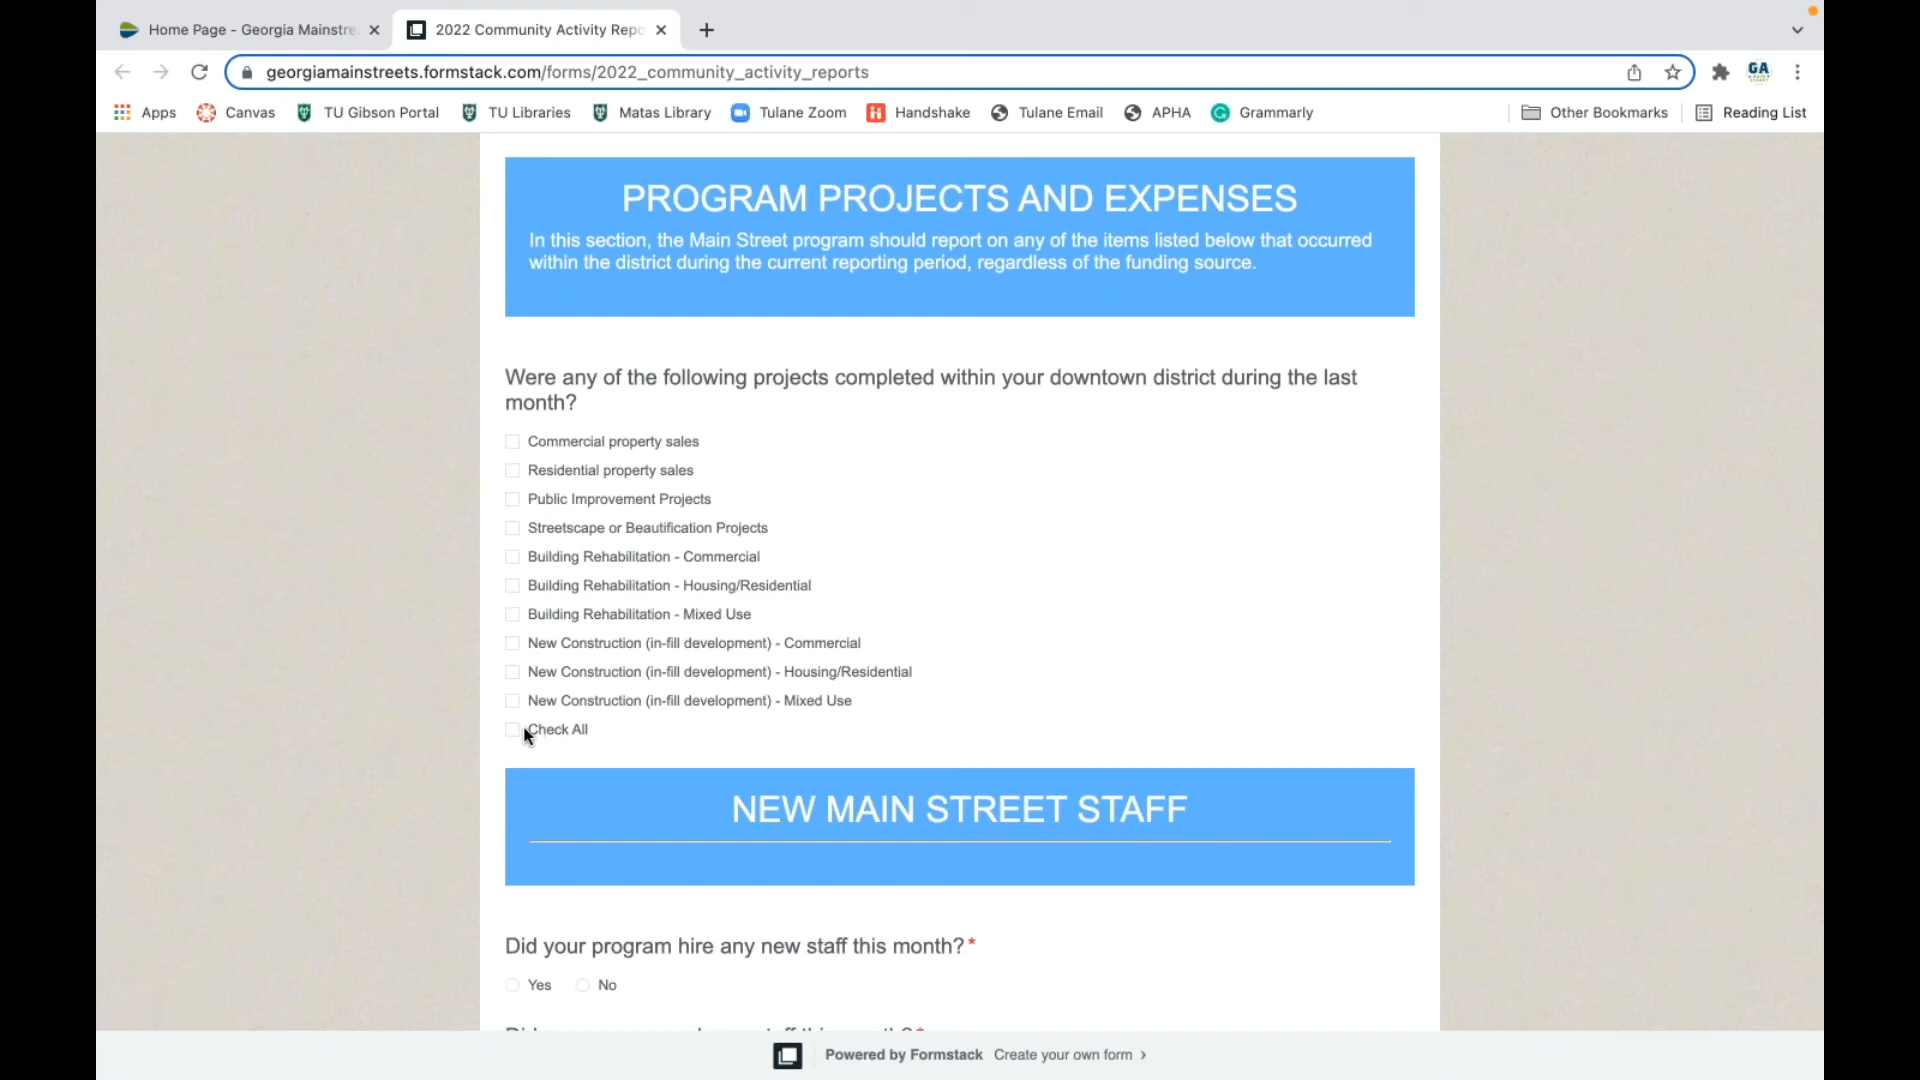 Home Page - Georgia Mainstre
2022 Community Activity Repo
georgiamainstreets.formstack.com/forms/2022_community_activity_reports
GA
Apps
Canvas
TU Gibson Portal
TU Libraries
Matas Library
Tulane Zoom
Handshake
Tulane Email
APHA
Grammarly
Other Bookmarks
Reading List
PROGRAM PROJECTS AND EXPENSES
In this section, the Main Street program should report on any of the items listed below that occurred
within the district during the current reporting period, regardless of the funding source.
Were any of the following projects completed within your downtown district during the last
month?
Commercial property sales
Residential property sales
Public Improvement Projects
Streetscape or Beautification Projects
Building Rehabilitation - Commercial
Building Rehabilitation - Housing/Residential
Building Rehabilitation - Mixed Use
New Construction (in-fill development) - Commercial
New Construction (in-fill development) - Housing/Residential
New Construction (in-fill development) - Mixed Use
Check All
NEW MAIN STREET STAFF
Did your program hire any new staff this month?*
Yes No
Powered by Formstack Create your own form ›